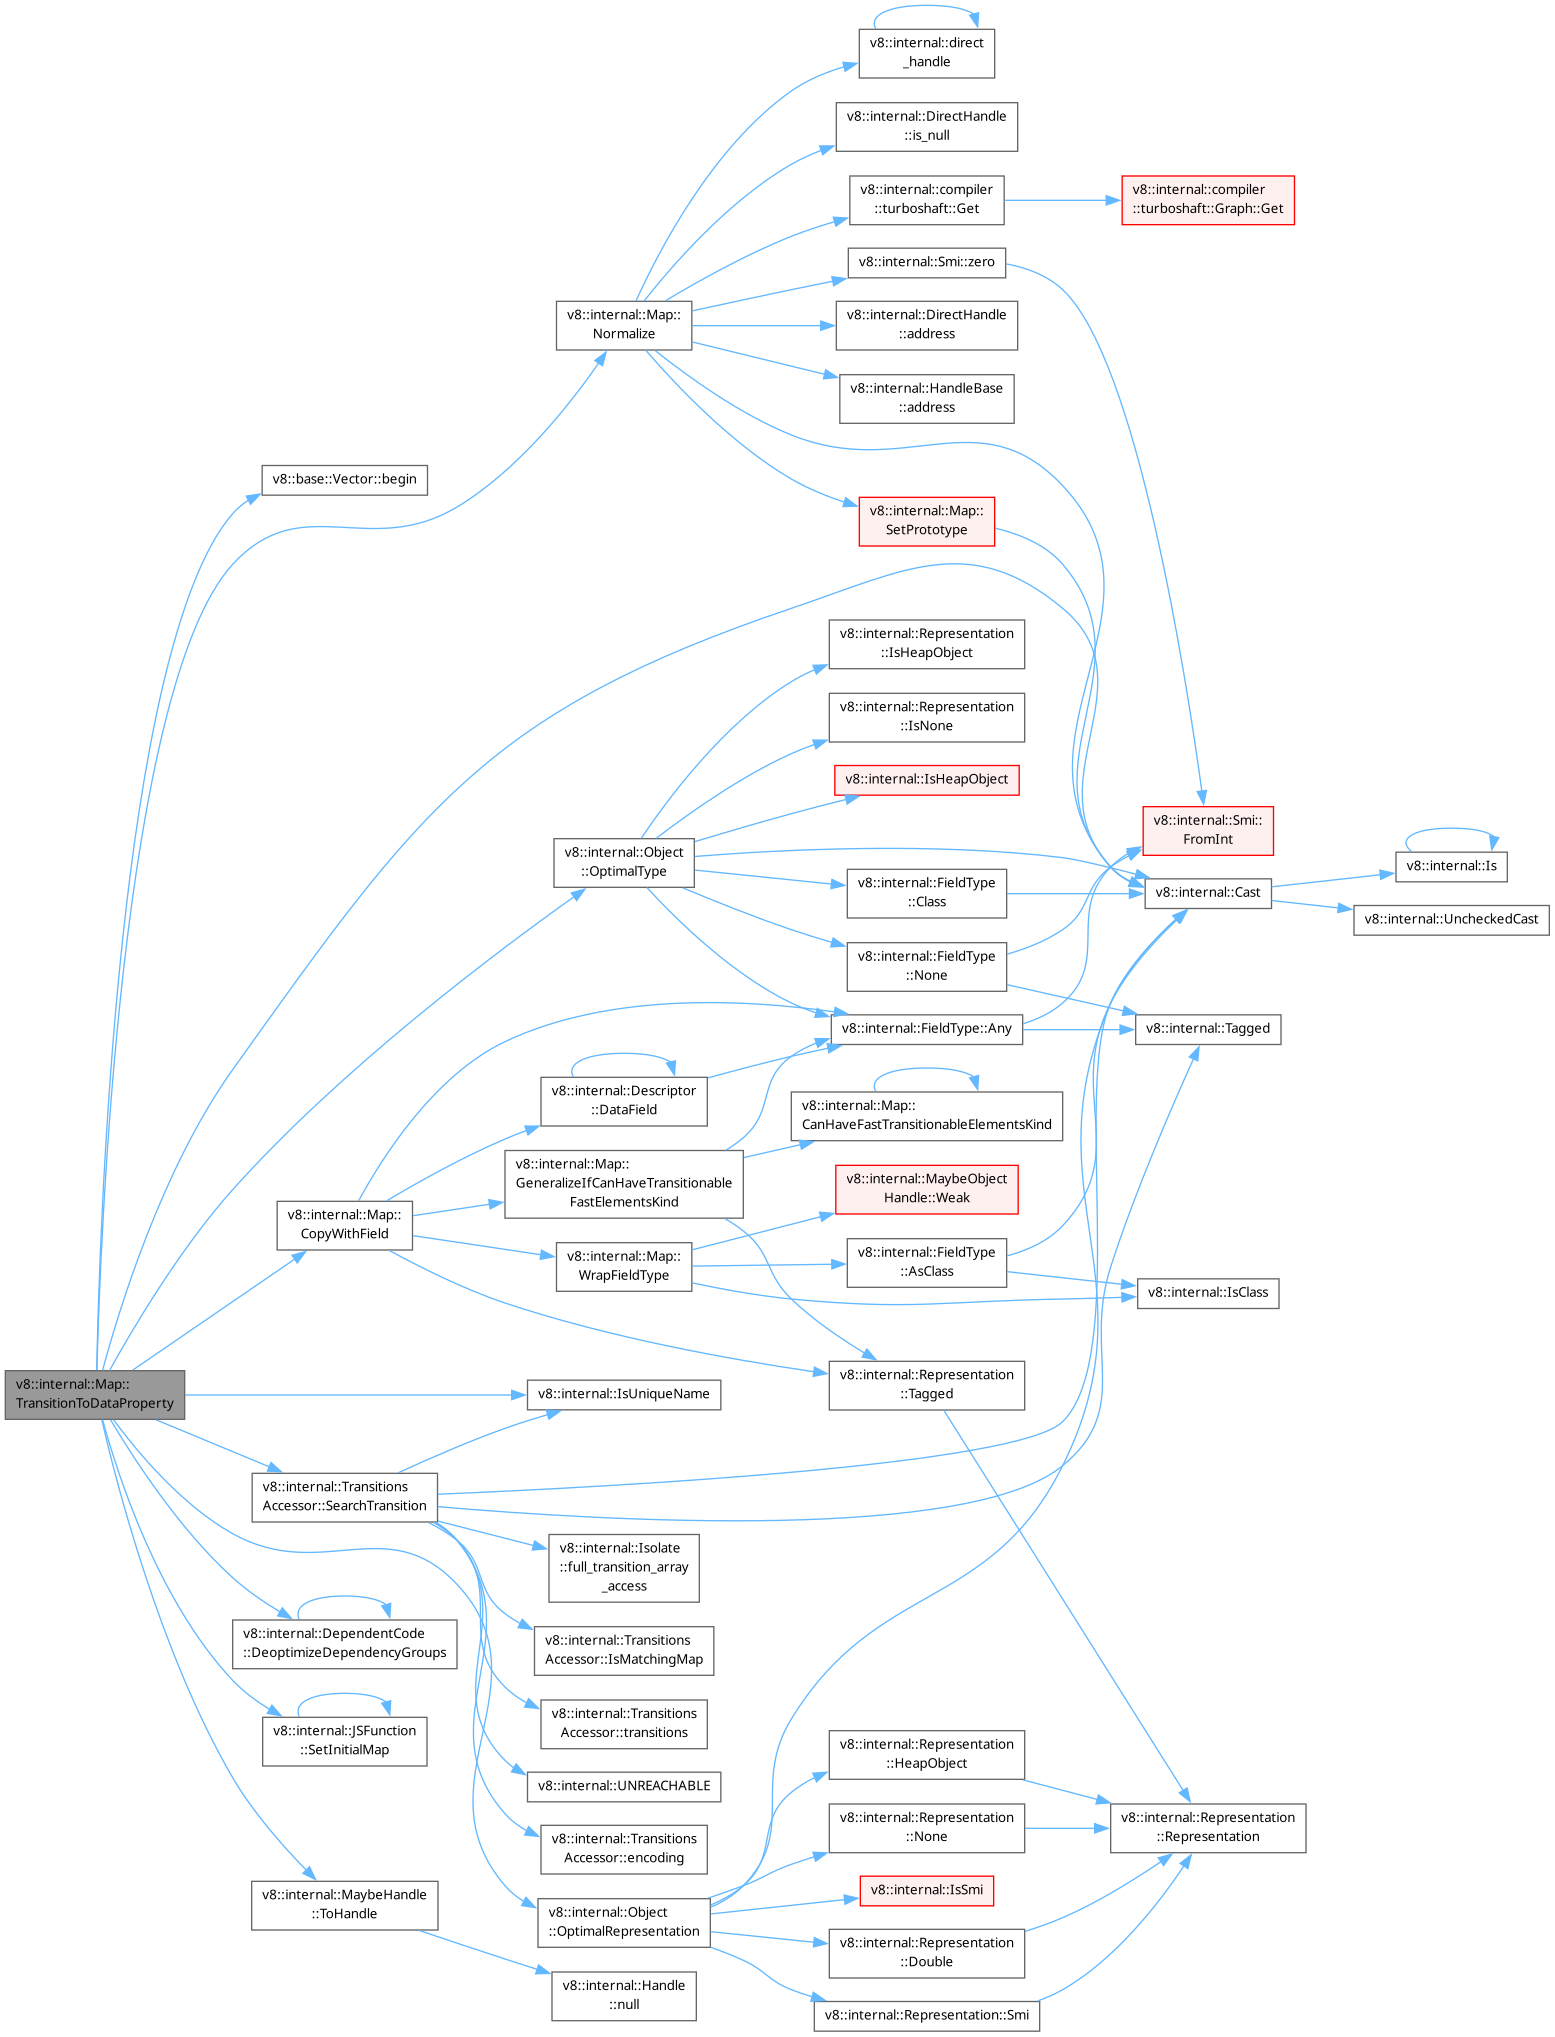 v8::internal::direct
_handle
v8::internal::DirectHandle
::is_null
v8::internal::compiler
::turboshaft::Get
v8::internal::compiler
::turboshaft::Graph::Get
v8::internal::Smi::zero
v8::internal::Map::
Normalize
v8::internal::DirectHandle
::address
v8::internal::HandleBase
::address
v8::base::Vector::begin
v8::internal::Map::
SetPrototype
v8::internal::Representation
::IsHeapObject
v8::internal::Representation
::IsNone
v8::internal::IsHeapObject
v8::internal::Smi::
FromInt
v8::internal::Object
::OptimalType
v8::internal::Is
v8::internal::FieldType
::Class
v8::internal::Cast
v8::internal::UncheckedCast
v8::internal::FieldType
::None
v8::internal::FieldType::Any
v8::internal::Tagged
v8::internal::Descriptor
::DataField
v8::internal::Map::
CanHaveFastTransitionableElementsKind
v8::internal::Map::
GeneralizeIfCanHaveTransitionable
FastElementsKind
v8::internal::MaybeObject
Handle::Weak
v8::internal::Map::
CopyWithField
v8::internal::Map::
WrapFieldType
v8::internal::FieldType
::AsClass
v8::internal::IsClass
v8::internal::Map::
TransitionToDataProperty
v8::internal::IsUniqueName
v8::internal::Representation
::Tagged
v8::internal::Transitions
Accessor::SearchTransition
v8::internal::Isolate
::full_transition_array
_access
v8::internal::DependentCode
::DeoptimizeDependencyGroups
v8::internal::Transitions
Accessor::IsMatchingMap
v8::internal::JSFunction
::SetInitialMap
v8::internal::Transitions
Accessor::transitions
v8::internal::Representation
::HeapObject
v8::internal::UNREACHABLE
v8::internal::Representation
::None
v8::internal::Representation
::Representation
v8::internal::Transitions
Accessor::encoding
v8::internal::MaybeHandle
::ToHandle
v8::internal::IsSmi
v8::internal::Object
::OptimalRepresentation
v8::internal::Representation
::Double
v8::internal::Handle
::null
v8::internal::Representation::Smi